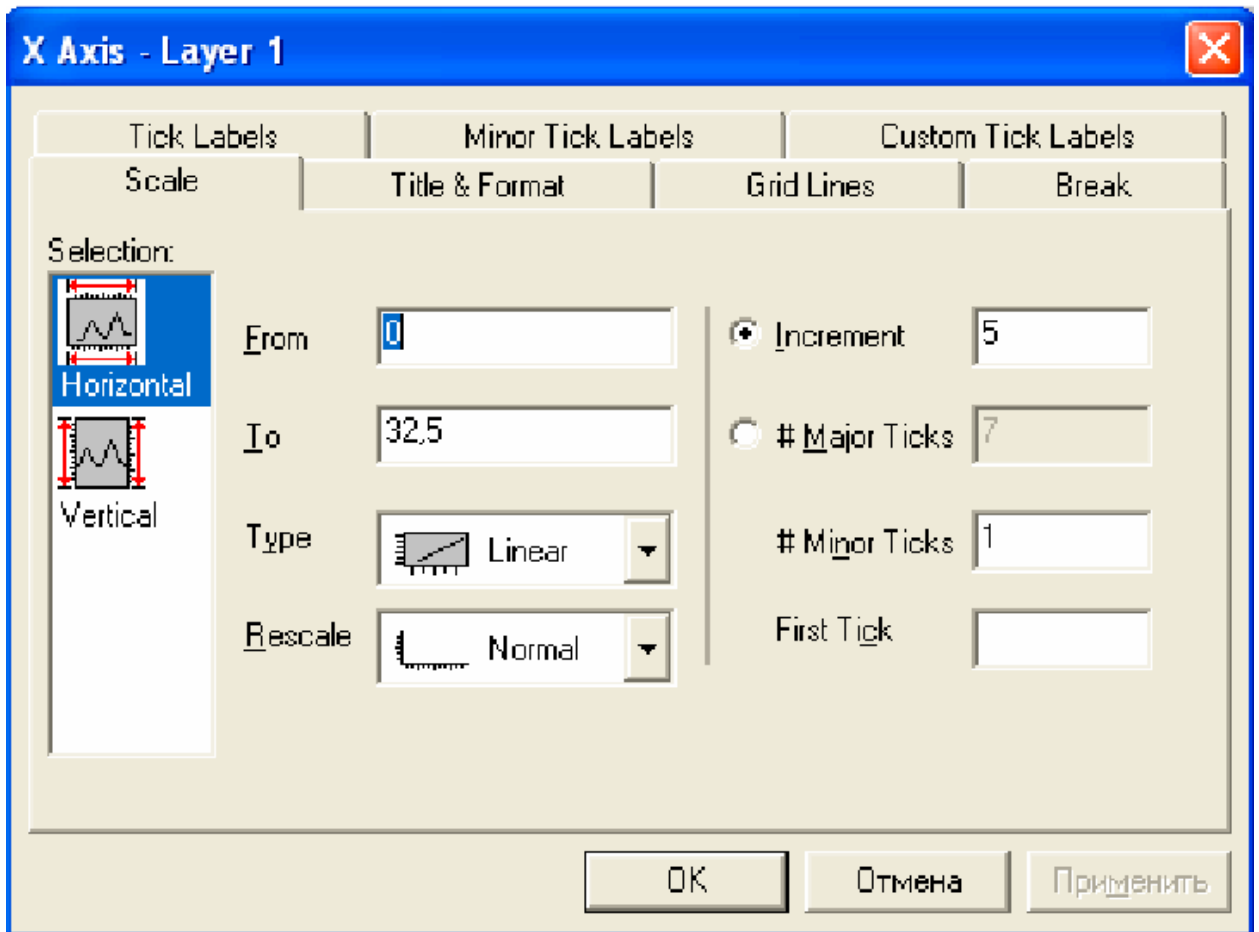 X Axis - Layer 1
Tick Labels
Minor Tick Labels
Custom Tick Labels
Scale
Title & Format
Grid Lines
Break
Selection:
Horizontal
Vertical
From
0
To
32,5
Type
Linear
Rescale
Normal
Increment
5
# Major Ticks
7
# Minor Ticks
1
First Tick
OK
Отмена
Применить